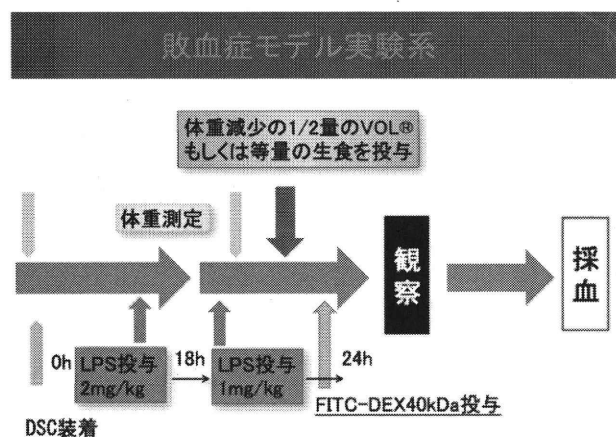 敗血症モデル実験系
体重減少の1/2量のVOL®
もしくは等量の生食を投与
体重測定
観察
採血
0h
LPS投与
2mg/kg
18h
LPS投与
1mg/kg
24h
FITC-DEX40kDa投与
DSC装着